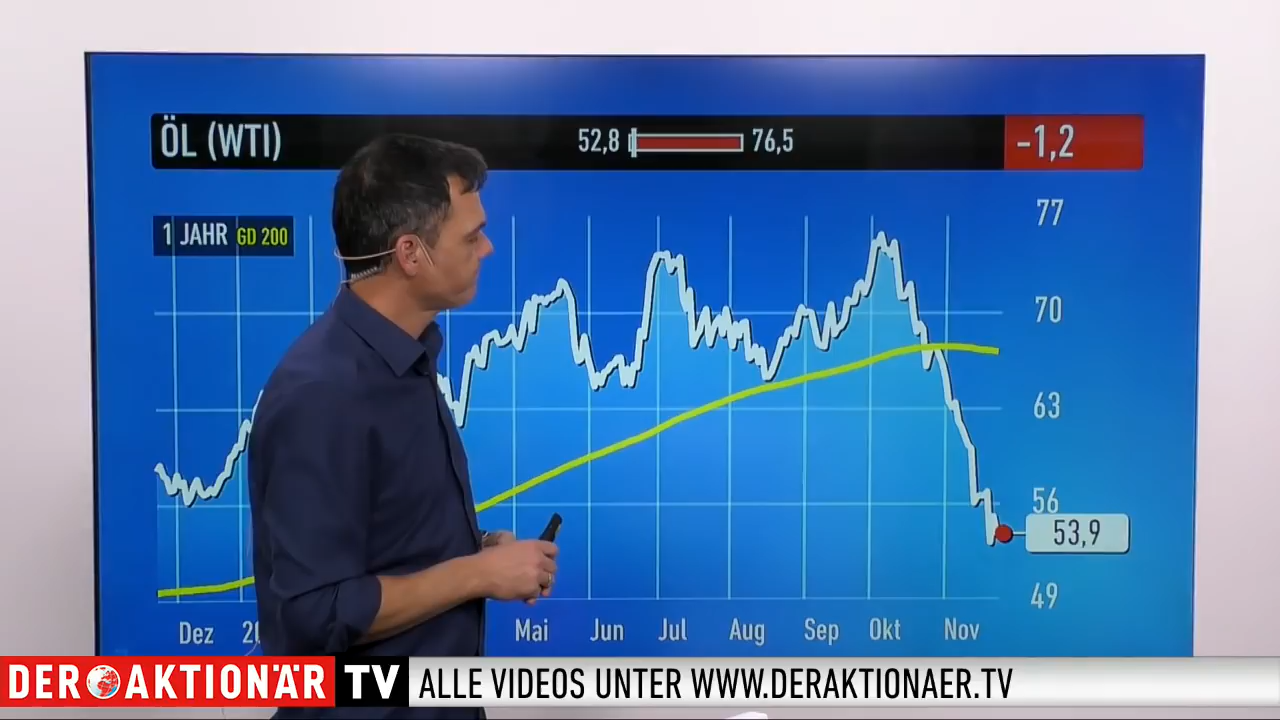 ÖL (WTI)
52,8
76,5
-1,2
1 JAHR GD 200
77
70
63
56
53,9
49
Dez 20
Mai Jun Jul Aug Sep Okt Nov
DER AKTIONÄR TV
ALLE VIDEOS UNTER WWW.DERAKTIONAER.TV